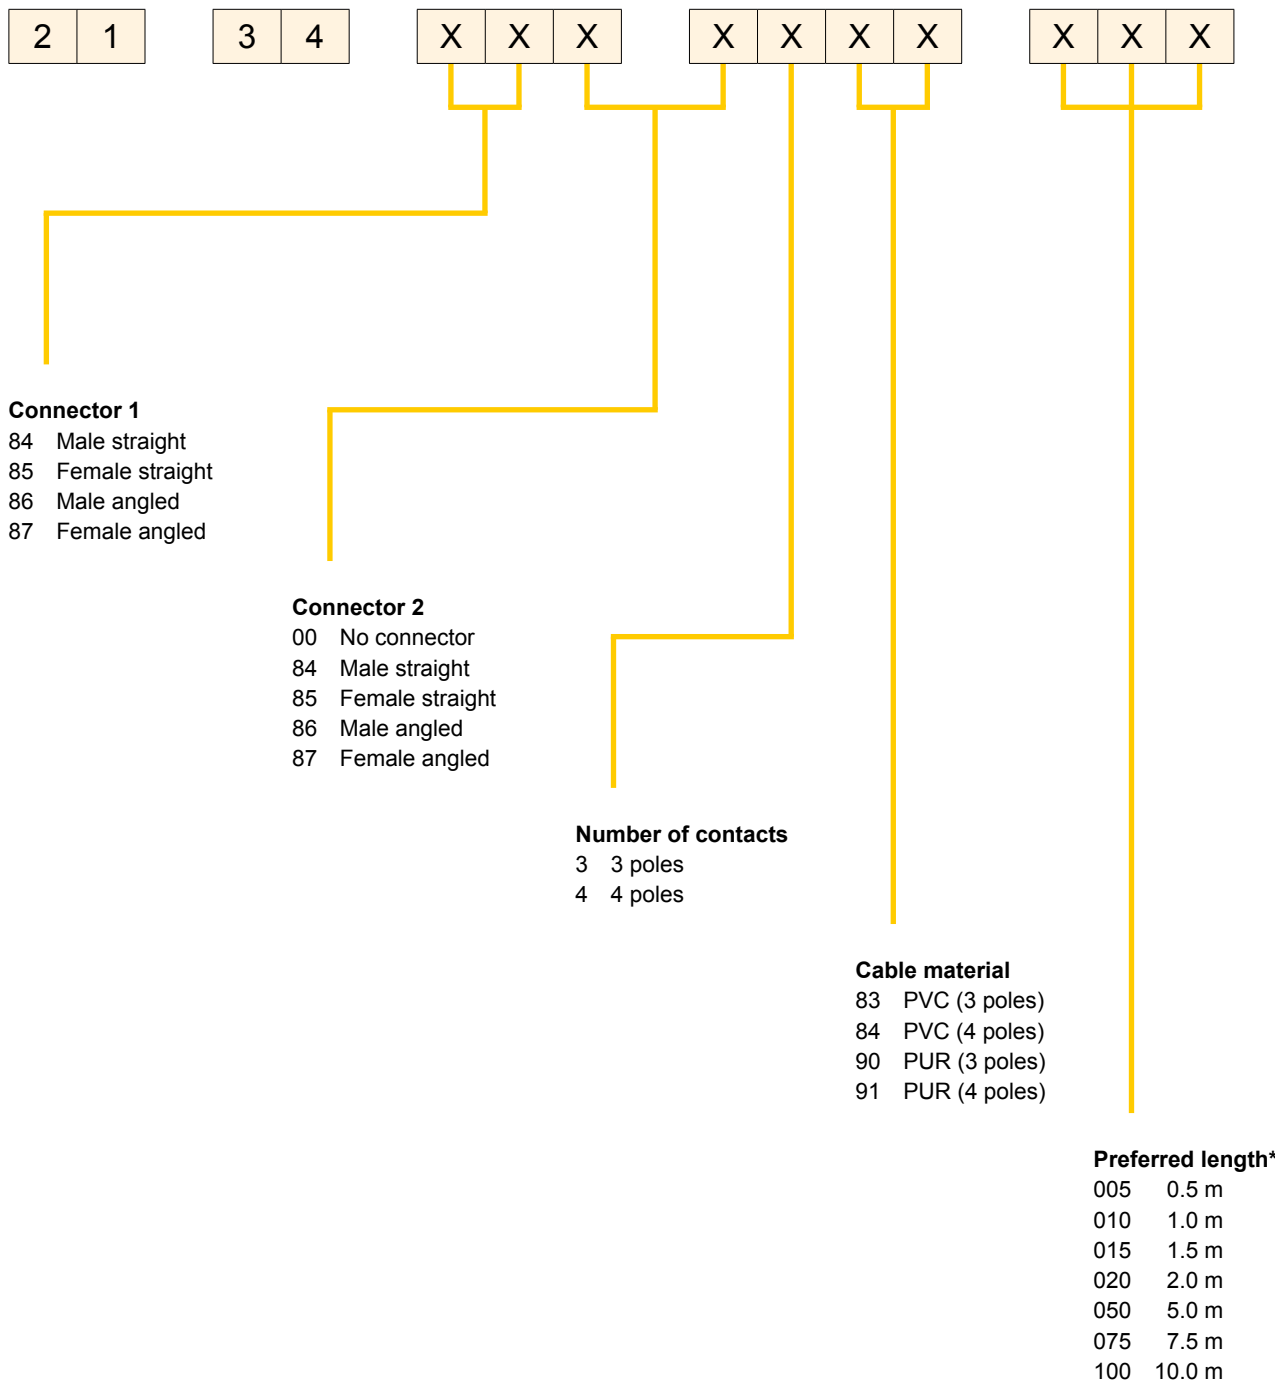 2 1 3 4 X X X X X X X X X X
Connector 1
84 Male straight
85 Female straight
86 Male angled
87 Female angled
Connector 2
00 No connector
84 Male straight
85 Female straight
86 Male angled
87 Female angled
Number of contacts
3 3 poles
4 4 poles
Cable material
83 PVC (3 poles)
84 PVC (4 poles)
90 PUR (3 poles)
91 PUR (4 poles)
Preferred length*
005 0.5 m
010 1.0 m
015 1.5 m
020 2.0 m
050 5.0 m
075 7.5 m
100 10.0 m